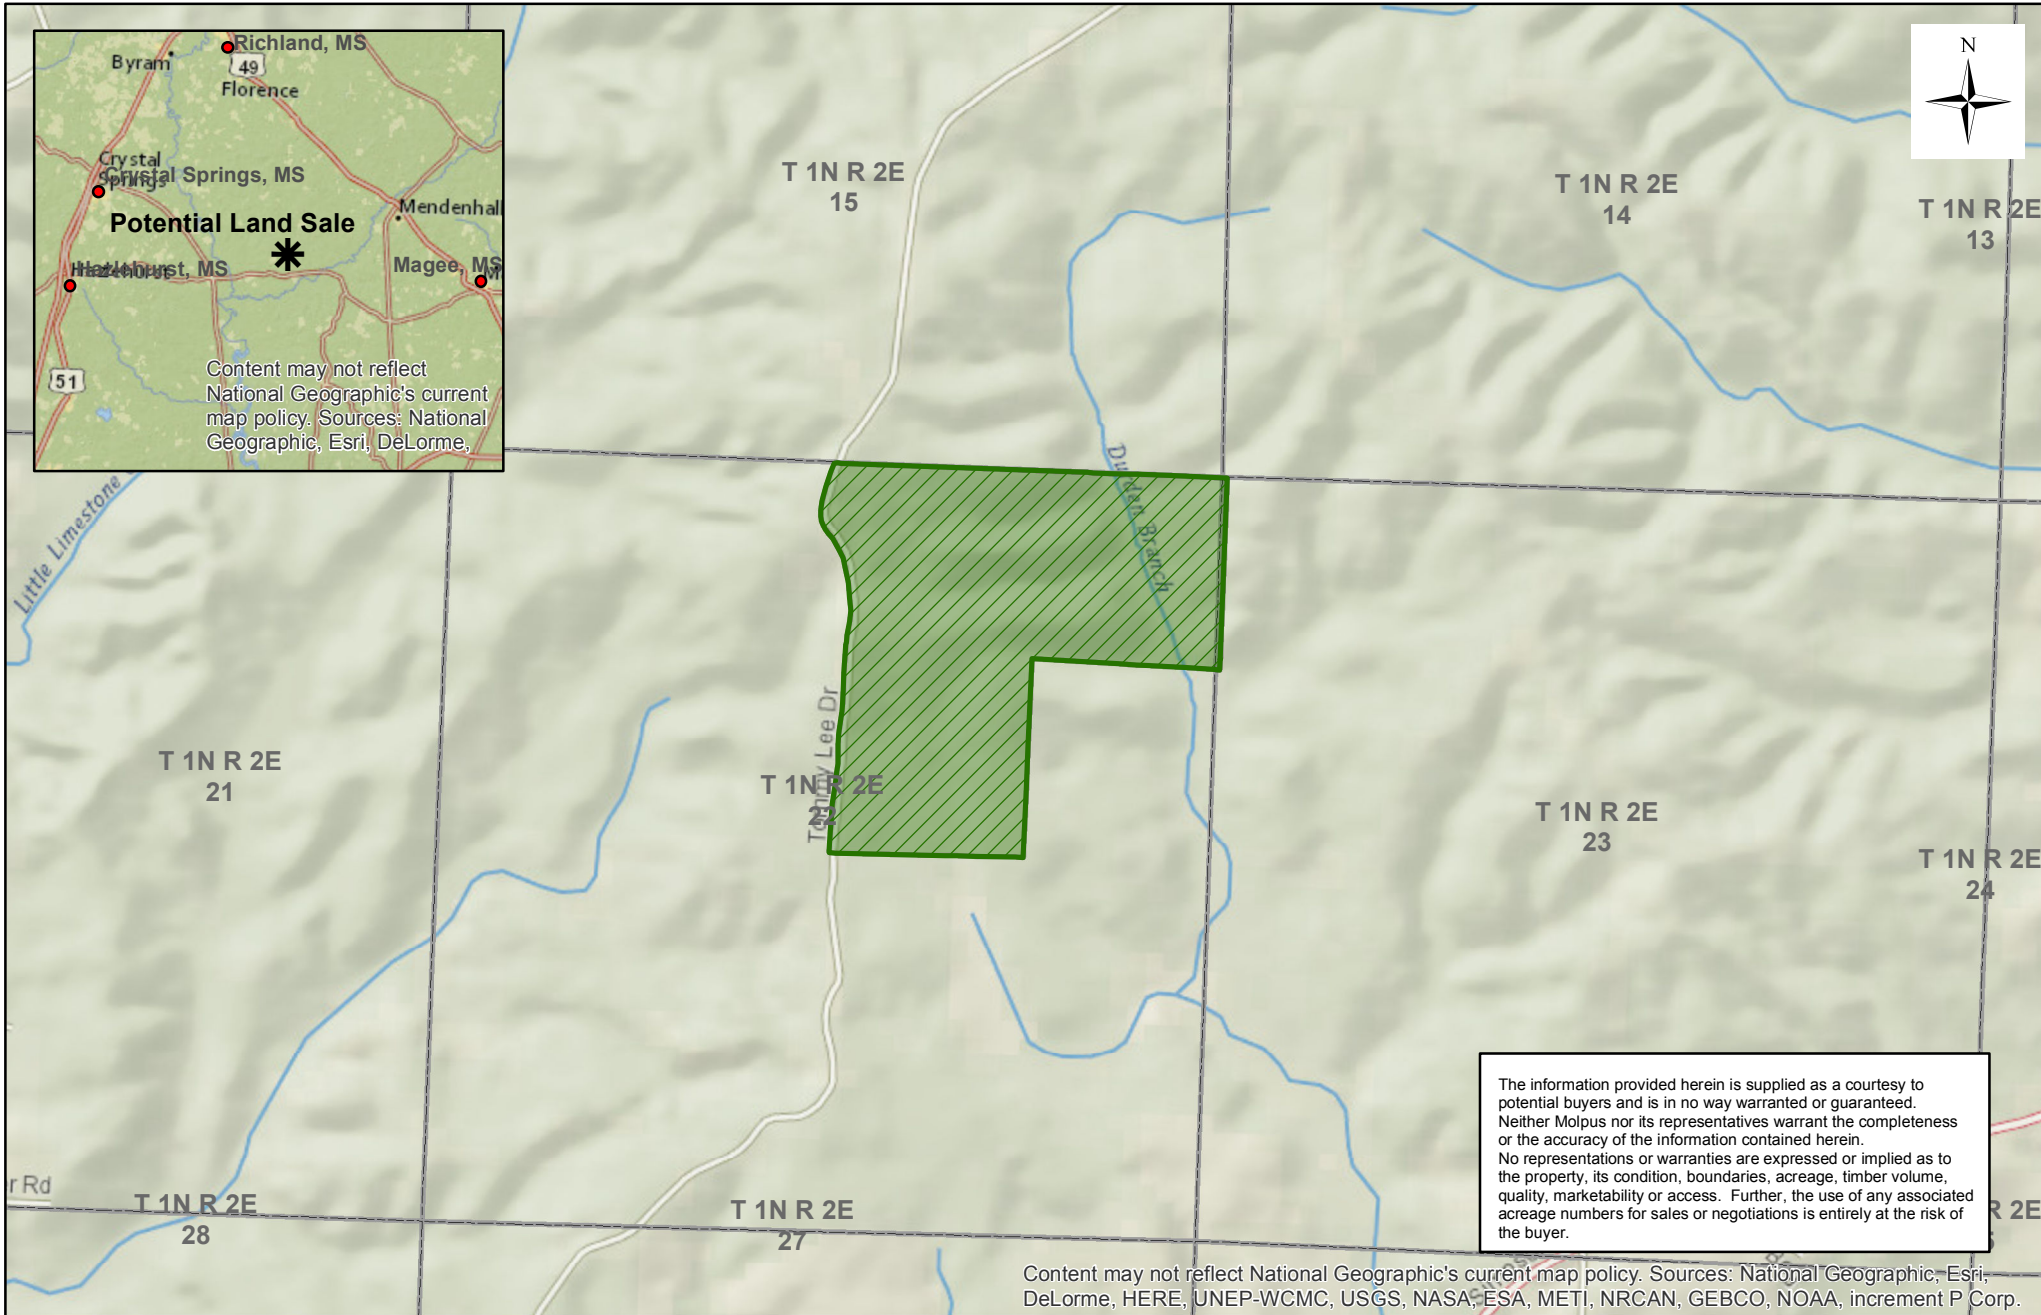 Richland, MS
Byram
49
Florence
Crystal
Springs
Crystal Springs, MS
Mendenhall
Potential Land Sale
Hazlehurst, MS
Magee, MS
51
Content may not reflect
National Geographic's current
map policy. Sources: National
Geographic, Esri, DeLorme,
N
T 1N R 2E
15
T 1N R 2E
14
T 1N R 2E
13
Little Limestone
Branch
Tommy Lee Dr
T 1N R 2E
21
T 1N R 2E
22
T 1N R 2E
23
T 1N R 2E
24
r Rd
T 1N R 2E
28
T 1N R 2E
27
R 2E
The information provided herein is supplied as a courtesy to
potential buyers and is in no way warranted or guaranteed.
Neither Molpus nor its representatives warrant the completeness
or the accuracy of the information contained herein.
No representations or warranties are expressed or implied as to
the property, its condition, boundaries, acreage, timber volume,
quality, marketability or access.  Further, the use of any associated
acreage numbers for sales or negotiations is entirely at the risk of
the buyer.
Content may not reflect National Geographic's current map policy. Sources: National Geographic, Esri,
DeLorme, HERE, UNEP-WCMC, USGS, NASA, ESA, METI, NRCAN, GEBCO, NOAA, increment P Corp.